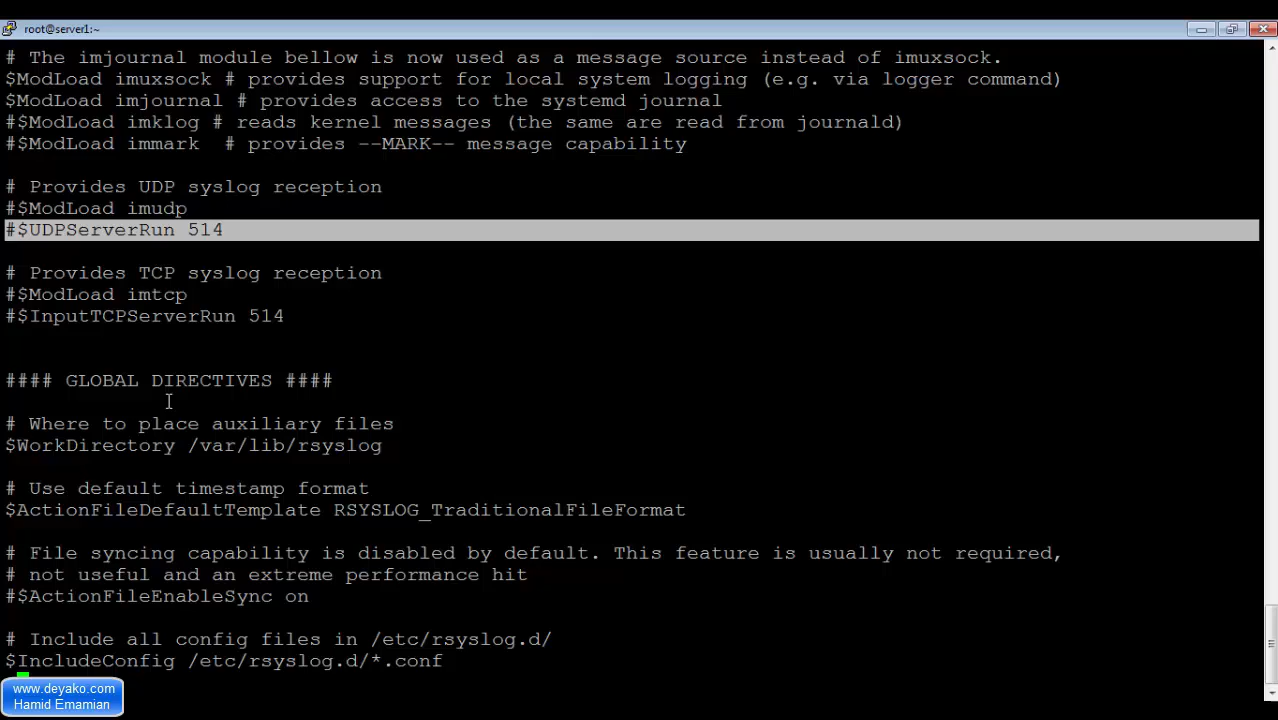 root@server1:~
# The imjournal module bellow is now used as a message source instead of imuxsock.
$ModLoad imuxsock # provides support for local system logging (e.g. via logger command)
$ModLoad imjournal # provides access to the systemd journal
#$ModLoad imklog # reads kernel messages (the same are read from journald)
#$ModLoad immark  # provides --MARK-- message capability
# Provides UDP syslog reception
#$ModLoad imudp
#$UDPServerRun 514
# Provides TCP syslog reception
#$ModLoad imtcp
#$InputTCPServerRun 514
#### GLOBAL DIRECTIVES ####
# Where to place auxiliary files
$WorkDirectory /var/lib/rsyslog
# Use default timestamp format
$ActionFileDefaultTemplate RSYSLOG_TraditionalFileFormat
# File syncing capability is disabled by default. This feature is usually not required,
# not useful and an extreme performance hit
#$ActionFileEnableSync on
# Include all config files in /etc/rsyslog.d/
$IncludeConfig /etc/rsyslog.d/*.conf
www.deyako.com
Hamid Emamian